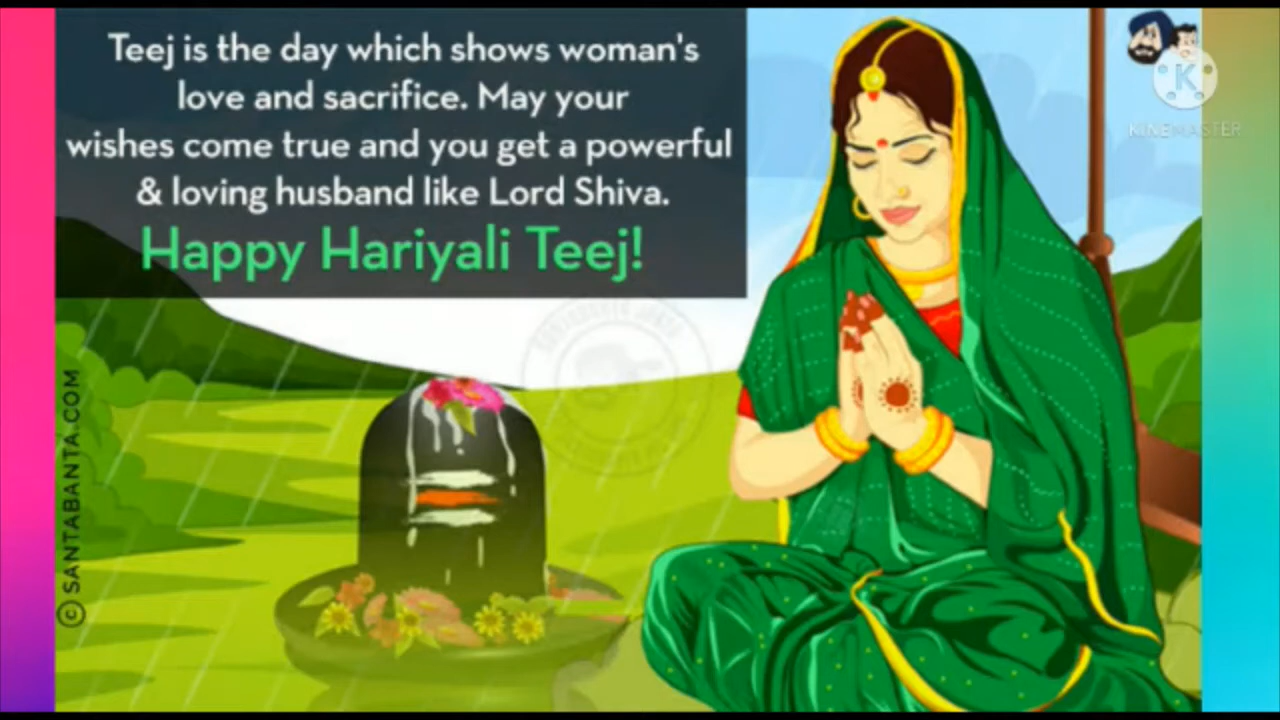 Teej is the day which shows woman's
love and sacrifice. May your
wishes come true and you get a powerful
& loving husband like Lord Shiva.
Happy Hariyali Teej!
© SANTABANTA.COM
K
KINEMASTER